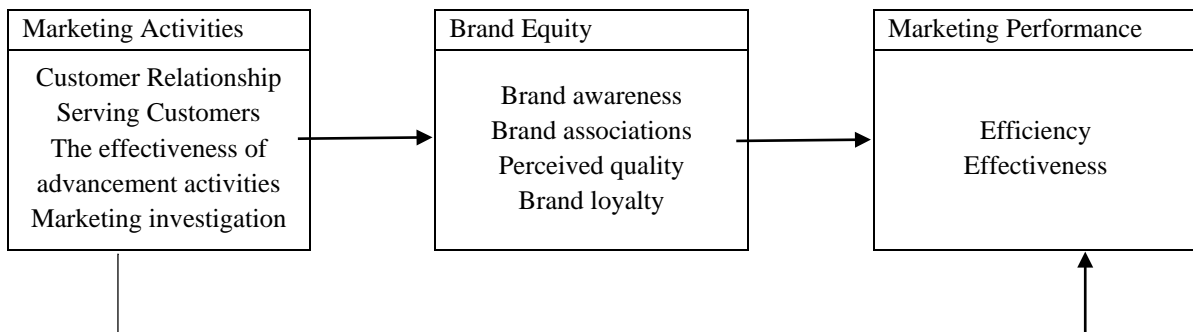 Marketing Activities
Customer Relationship
Serving Customers
The effectiveness of
advancement activities
Marketing investigation
Brand Equity
Brand awareness
Brand associations
Perceived quality
Brand loyalty
Marketing Performance
Efficiency
Effectiveness